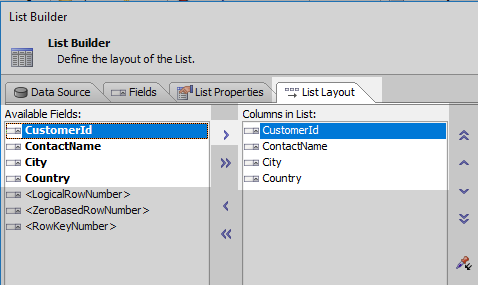 List Builder
List Builder
Define the layout of the List.
Data Source
Fields
List Properties
List Layout
Available Fields:
CustomerId
ContactName
City
Country
<LogicalRowNumber>
<ZeroBasedRowNumber>
<RowKeyNumber>
Columns in List:
CustomerId
ContactName
City
Country